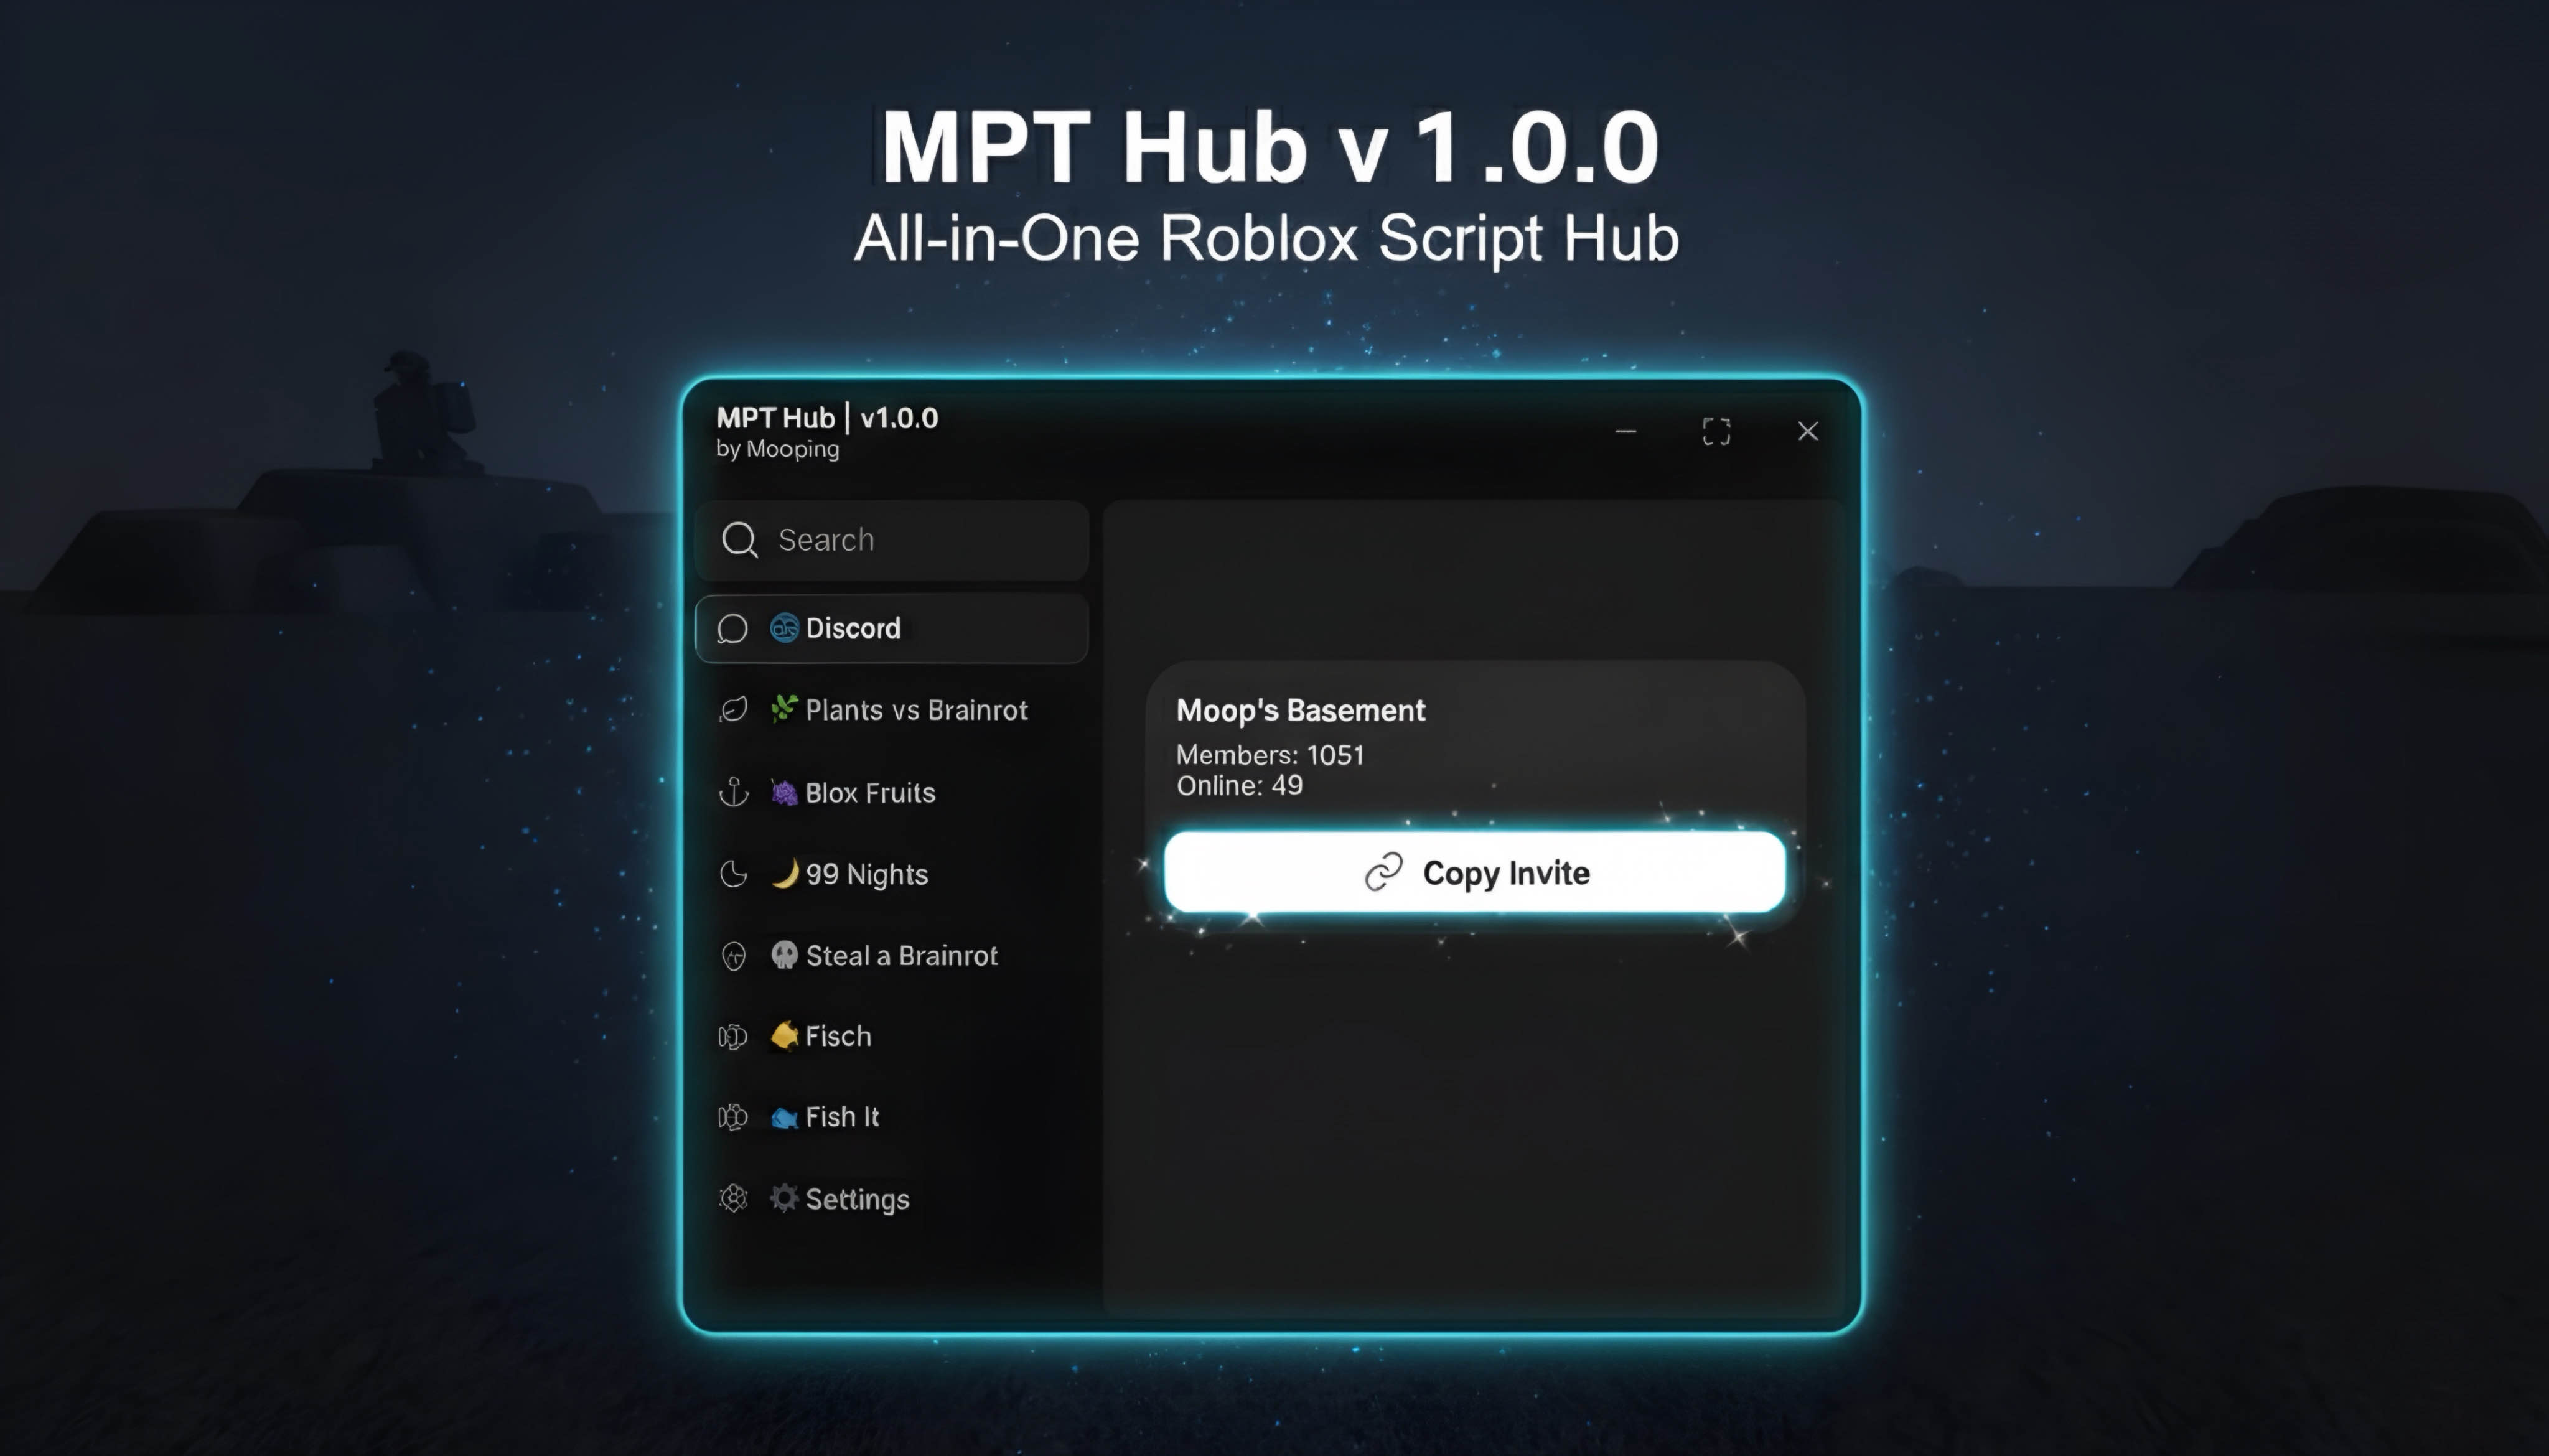 MPT Hub v 1.0.0
All-in-One Roblox Script Hub
MPT Hub | v1.0.0
by Mooping
Search
Discord
Plants vs Brainrot
Blox Fruits
99 Nights
Steal a Brainrot
Fisch
Fish It
Settings
Moop's Basement
Members: 1051
Online: 49
Copy Invite